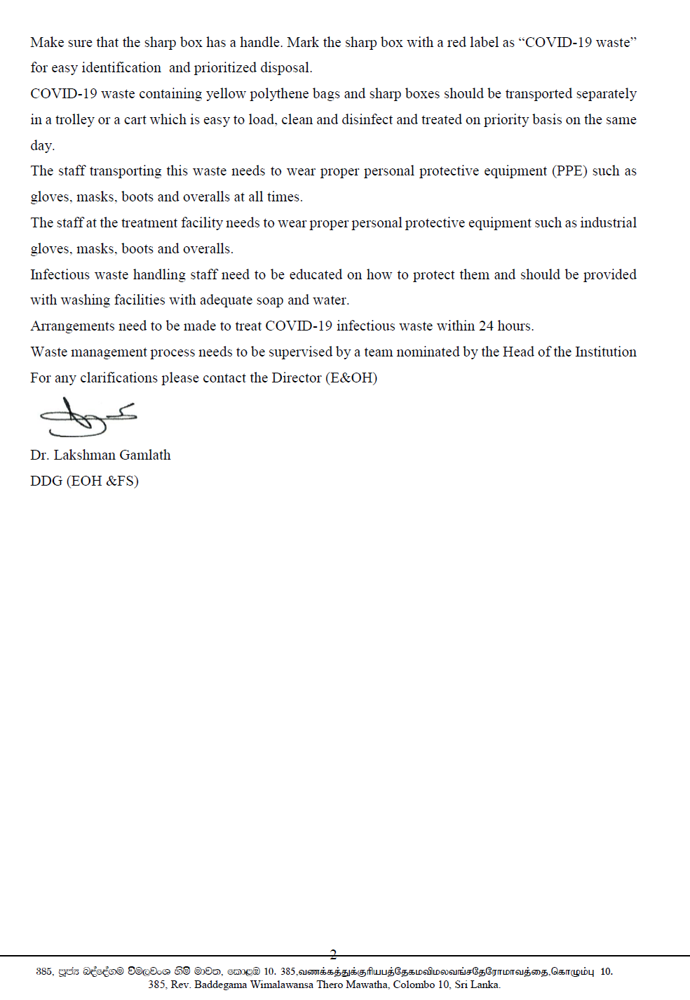 Make sure that the sharp box has a handle. Mark the sharp box with a red label as “COVID-19 waste”
for easy identification  and prioritized disposal.
COVID-19 waste containing yellow polythene bags and sharp boxes should be transported separately
in a trolley or a cart which is easy to load, clean and disinfect and treated on priority basis on the same
day.
The staff transporting this waste needs to wear proper personal protective equipment (PPE) such as
gloves, masks, boots and overalls at all times.
The staff at the treatment facility needs to wear proper personal protective equipment such as industrial
gloves, masks, boots and overalls.
Infectious waste handling staff need to be educated on how to protect them and should be provided
with washing facilities with adequate soap and water.
Arrangements need to be made to treat COVID-19 infectious waste within 24 hours.
Waste management process needs to be supervised by a team nominated by the Head of the Institution
For any clarifications please contact the Director (E&OH)
Dr. Lakshman Gamlath
DDG (EOH &FS)
2
385, පූජ්‍ය බද්දේගම විමලවංශ හිමි මාවත, කොළඹ 10. 385,வணக்கத்துக்குரியபத்தேகமவிமலவங்சதேரோமாவத்தை,கொழும்பு 10.
385, Rev. Baddegama Wimalawansa Thero Mawatha, Colombo 10, Sri Lanka.